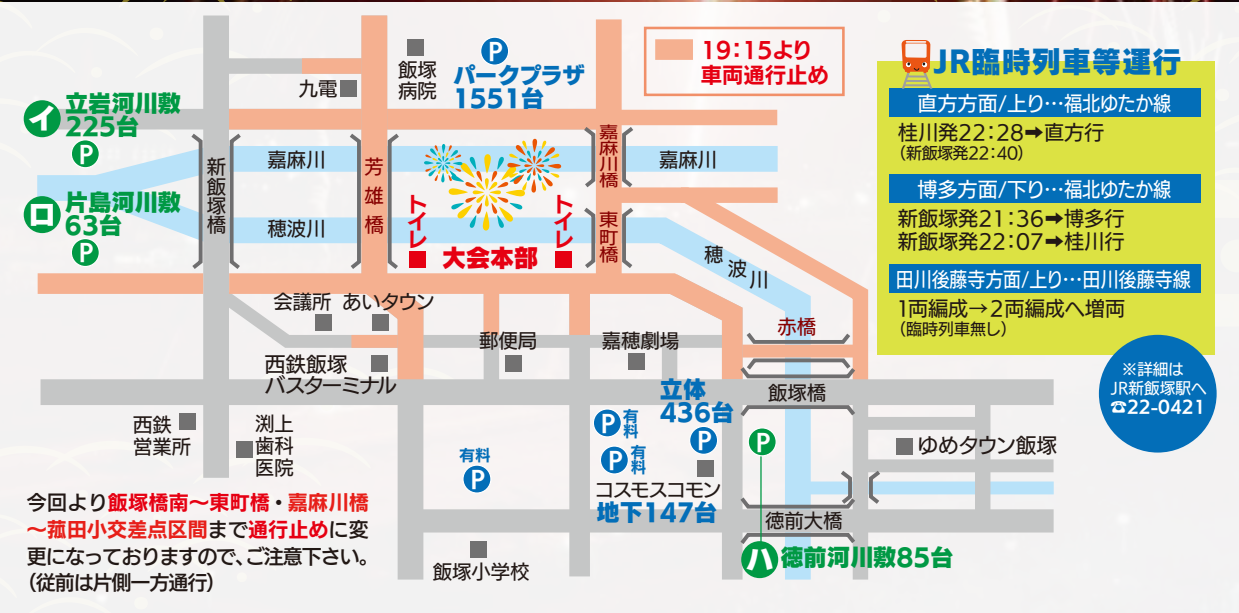 19:15より
車両通行止め
JR臨時列車等運行
直方方面/上り…福北ゆたか線
桂川発22:28➡直方行
(新飯塚発22:40)
博多方面/下り…福北ゆたか線
新飯塚発21:36➡博多行
新飯塚発22:07➡桂川行
田川後藤寺方面/上り…田川後藤寺線
1両編成→2両編成へ増両
(臨時列車無し)
※詳細は
JR新飯塚駅へ
☎22-0421
九電
飯塚
病院
P
パークプラザ
1551台
イ 立岩河川敷
225台
P
ロ 片島河川敷
63台
P
新飯塚橋
嘉麻川
芳雄橋
嘉麻川橋
嘉麻川
穂波川
トイレ
大会本部
トイレ
東町橋
穂波川
会議所
あいタウン
郵便局
嘉穂劇場
赤橋
西鉄飯塚
バスターミナル
飯塚橋
西鉄
営業所
渕上
歯科
医院
有料
P
P 有料
P 有料
立体
436台
P
コスモスコモン
地下147台
P
ゆめタウン飯塚
徳前大橋
ハ 徳前河川敷85台
飯塚小学校
今回より飯塚橋南〜東町橋・嘉麻川橋
〜菰田小交差点区間まで通行止めに変
更になっておりますので、ご注意下さい。
(従前は片側一方通行)